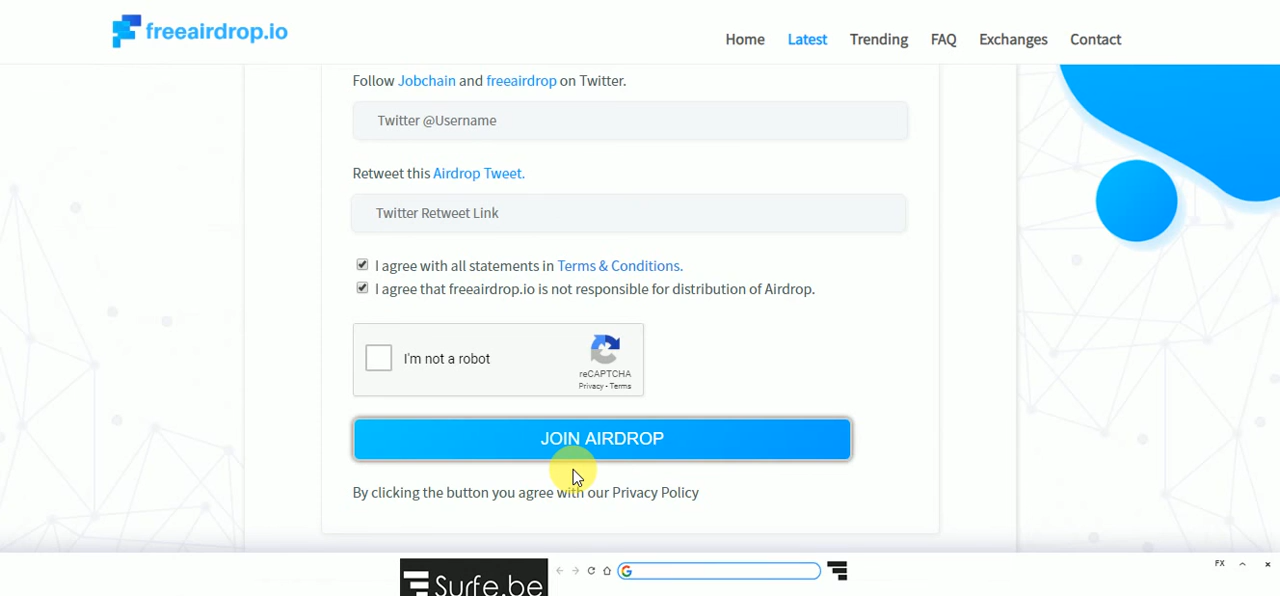 freeairdrop.io
Home Latest Trending FAQ Exchanges Contact
Follow Jobchain and freeairdrop on Twitter.
Twitter @Username
Retweet this Airdrop Tweet.
Twitter Retweet Link
I agree with all statements in Terms & Conditions.
I agree that freeairdrop.io is not responsible for distribution of Airdrop.
I'm not a robot
reCAPTCHA
Privacy - Terms
JOIN AIRDROP
By clicking the button you agree with our Privacy Policy
Surfe.be
FX